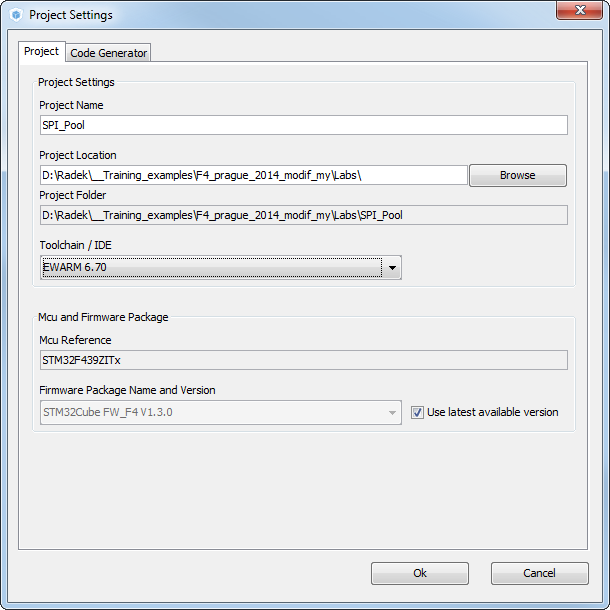 Project Settings
Project
Code Generator
Project Settings
Project Name
SPI_Pool
Project Location
D:\Radek\__Training_examples\F4_prague_2014_modif_my\Labs\
Browse
Project Folder
D:\Radek\__Training_examples\F4_prague_2014_modif_my\Labs\SPI_Pool
Toolchain / IDE
EWARM 6.70
Mcu and Firmware Package
Mcu Reference
STM32F439ZITx
Firmware Package Name and Version
STM32Cube FW_F4 V1.3.0
Use latest available version
Ok
Cancel